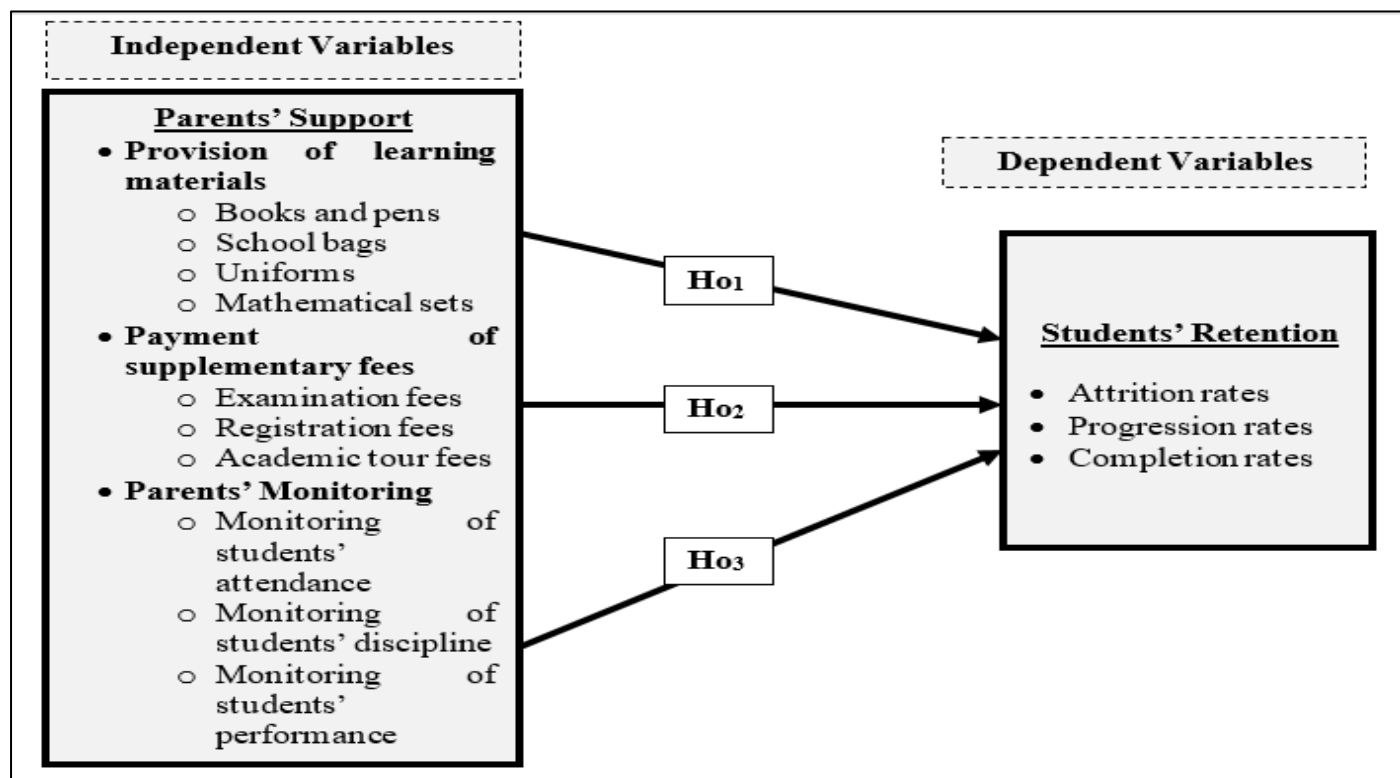 Independent Variables
Parents’ Support
• Provision of learning
materials
o Books and pens
o School bags
o Uniforms
o Mathematical sets
• Payment of
supplementary fees
o Examination fees
o Registration fees
o Academic tour fees
• Parents’ Monitoring
o Monitoring of
students’
attendance
o Monitoring of
students’ discipline
o Monitoring of
students’
performance
Ho1
Ho2
Ho3
Dependent Variables
Students’ Retention
• Attrition rates
• Progression rates
• Completion rates